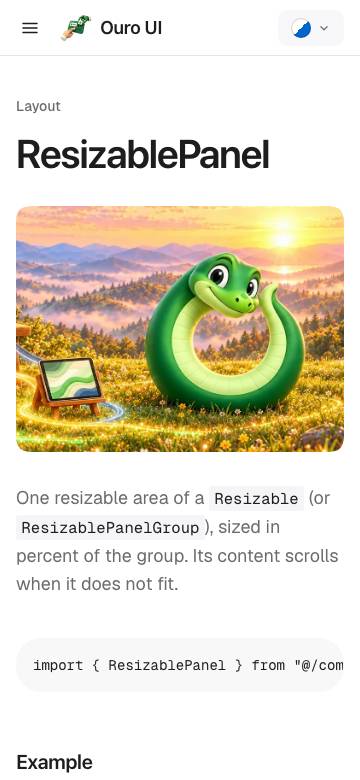 Ouro UI
Layout
ResizablePanel
One resizable area of a Resizable (or
ResizablePanelGroup), sized in
percent of the group. Its content scrolls
when it does not fit.
import { ResizablePanel } from "@/com
Example